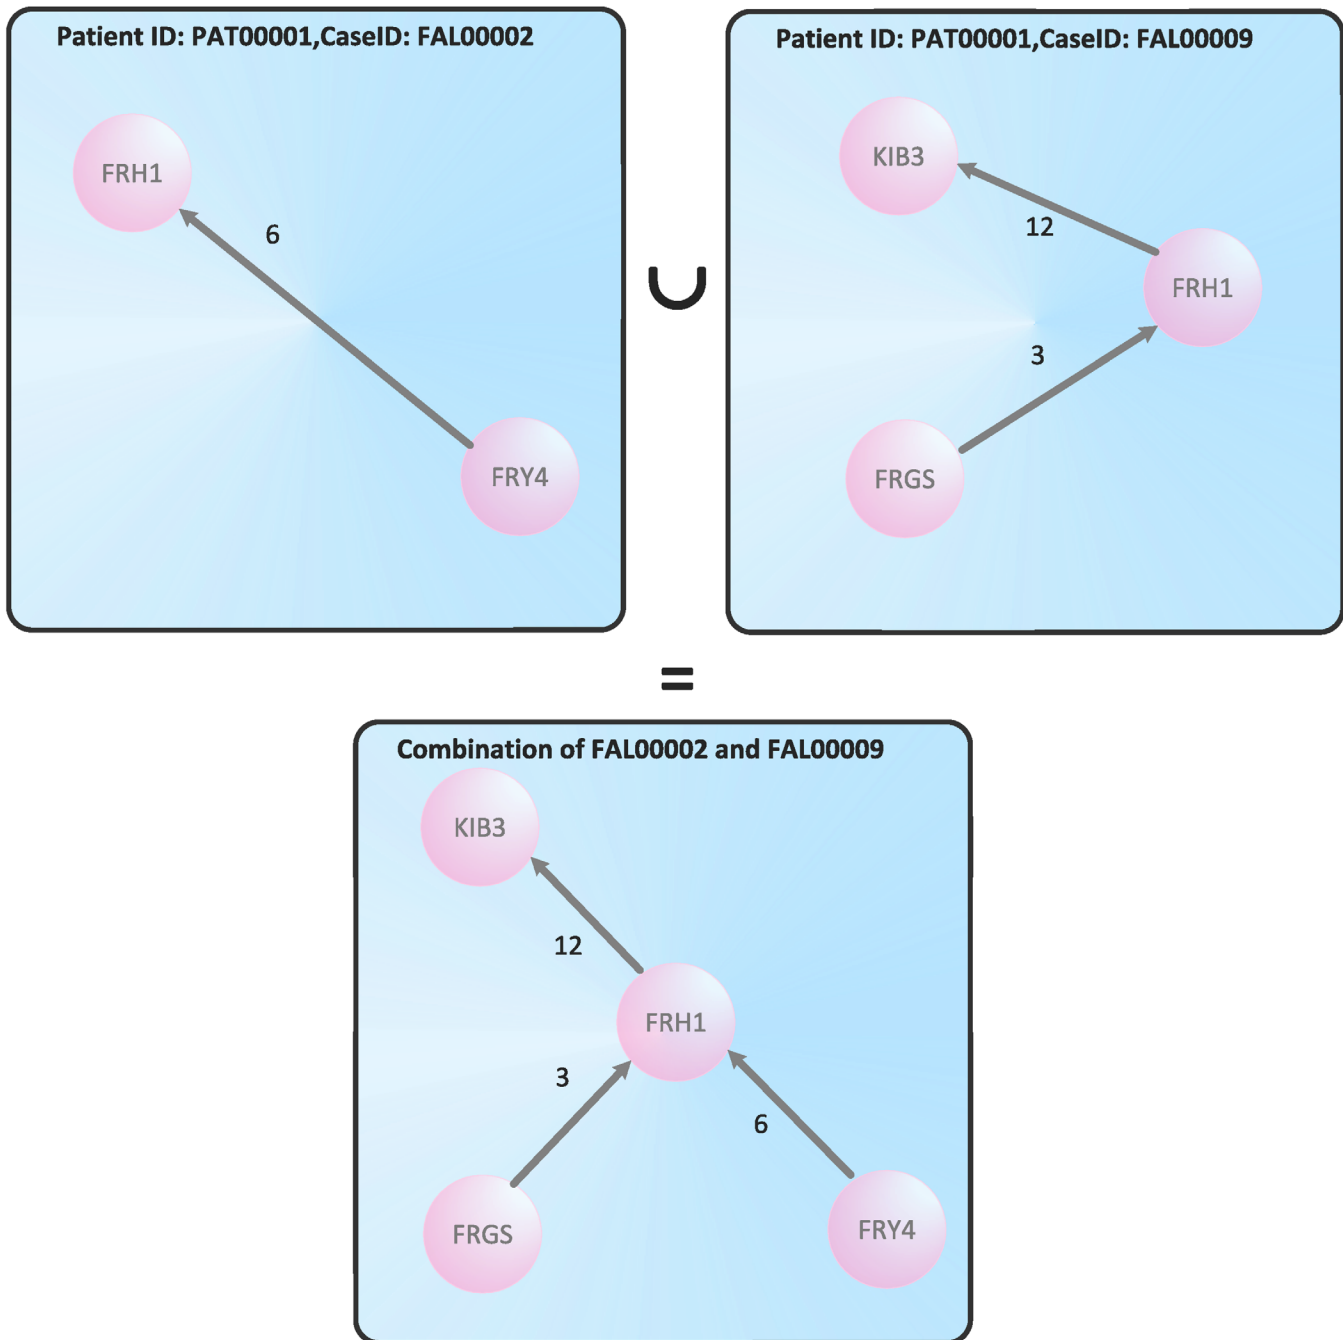 Patient ID: PAT00001,CaseID: FAL00002
FRH1
6
FRY4
∪
Patient ID: PAT00001,CaseID: FAL00009
KIB3
12
FRH1
3
FRGS
=
Combination of FAL00002 and FAL00009
KIB3
12
FRH1
3
6
FRGS
FRY4